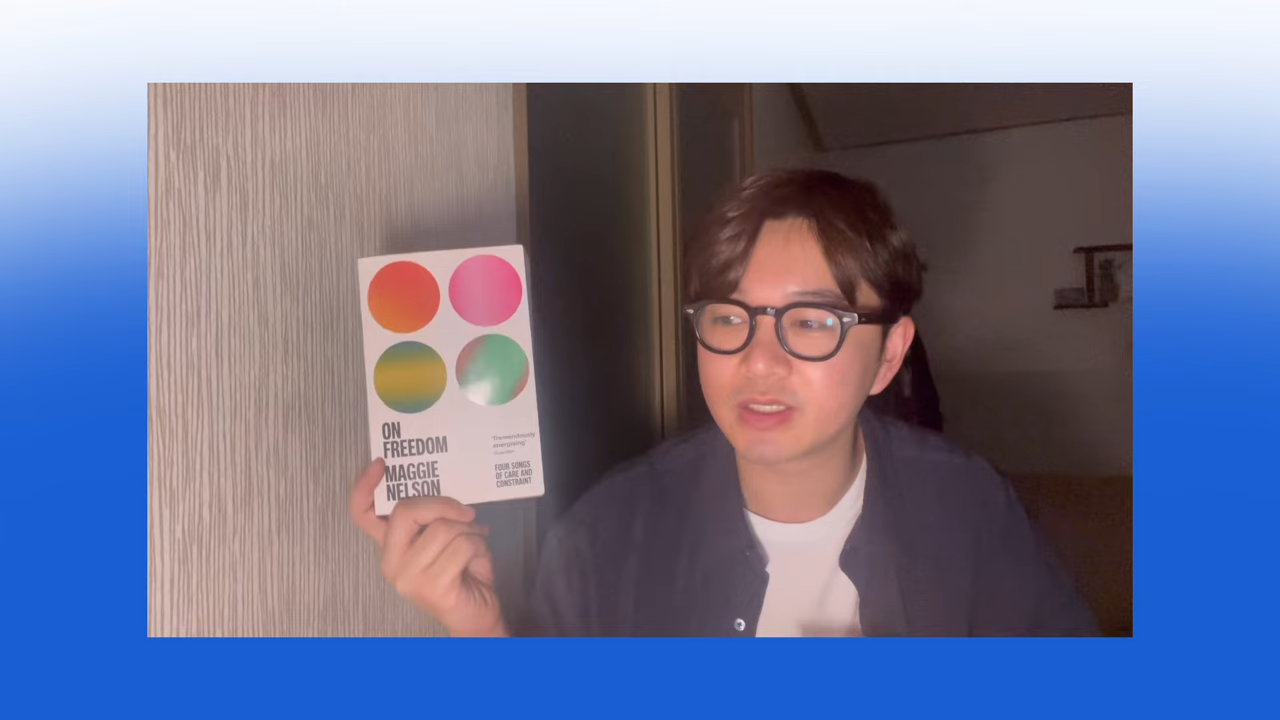 ON
FREEDOM
MAGGIE
NELSON
'Tremendously
energising'
FOUR SONGS
OF CARE AND
CONSTRAINT